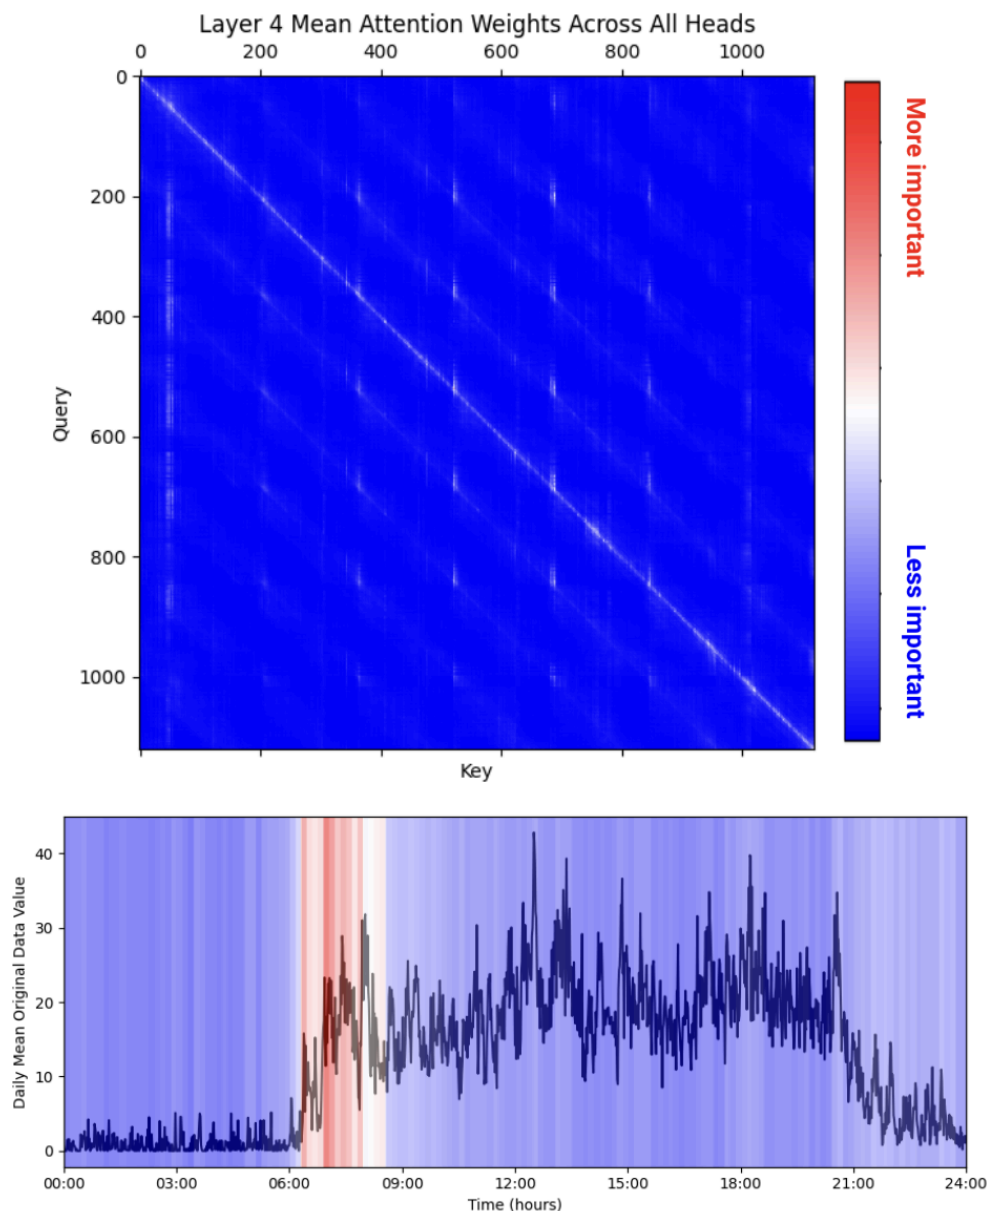 Layer 4 Mean Attention Weights Across All Heads
0 200 400 600 800 1000
0
200
400
600
800
1000
Query
Key
More important
Less important
Daily Mean Original Data Value
40
30
20
10
0
00:00 03:00 06:00 09:00 12:00 15:00 18:00 21:00 24:00
Time (hours)